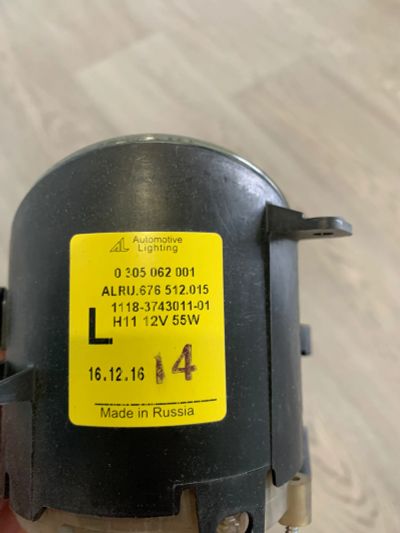 AL Automotive
Lighting
0 305 062 001
ALRU.676 512.015
1118-3743011-01
L H11 12V 55W
16.12.16 14
Made in Russia